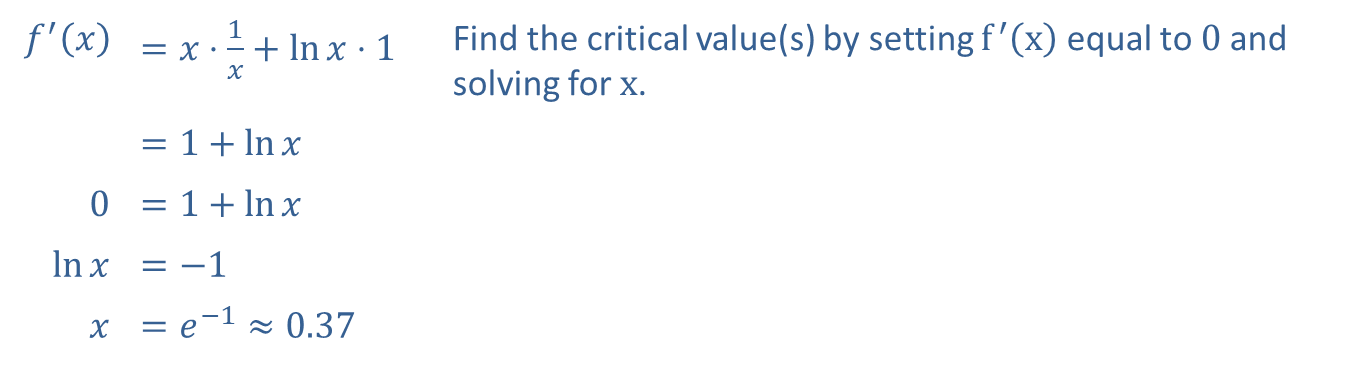 f′(x) = x · 1/x + ln x · 1
Find the critical value(s) by setting f′(x) equal to 0 and
solving for x.
= 1 + ln x
0 = 1 + ln x
ln x = −1
x = e⁻¹ ≈ 0.37